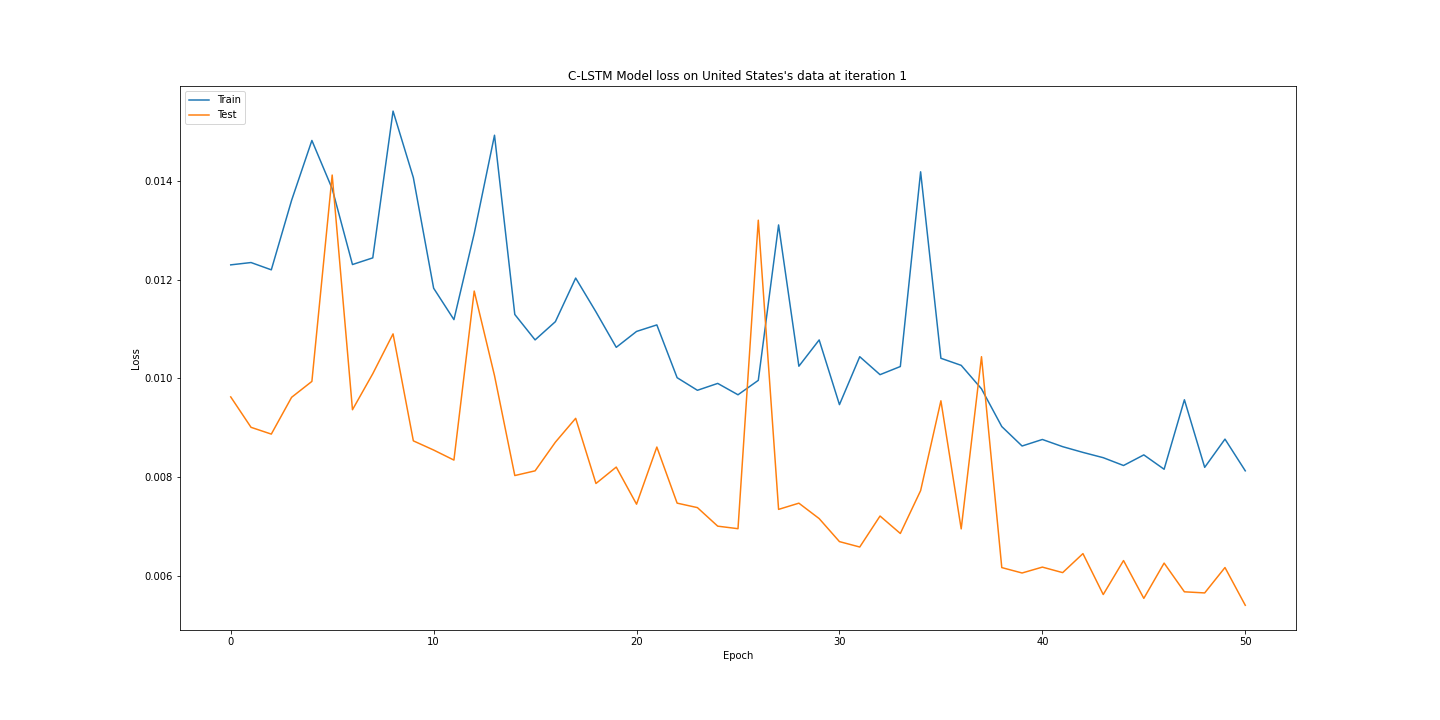 C-LSTM Model loss on United States's data at iteration 1
Train
Test
0.014
0.012
0.010
0.008
0.006
Loss
0
10
20
30
40
50
Epoch